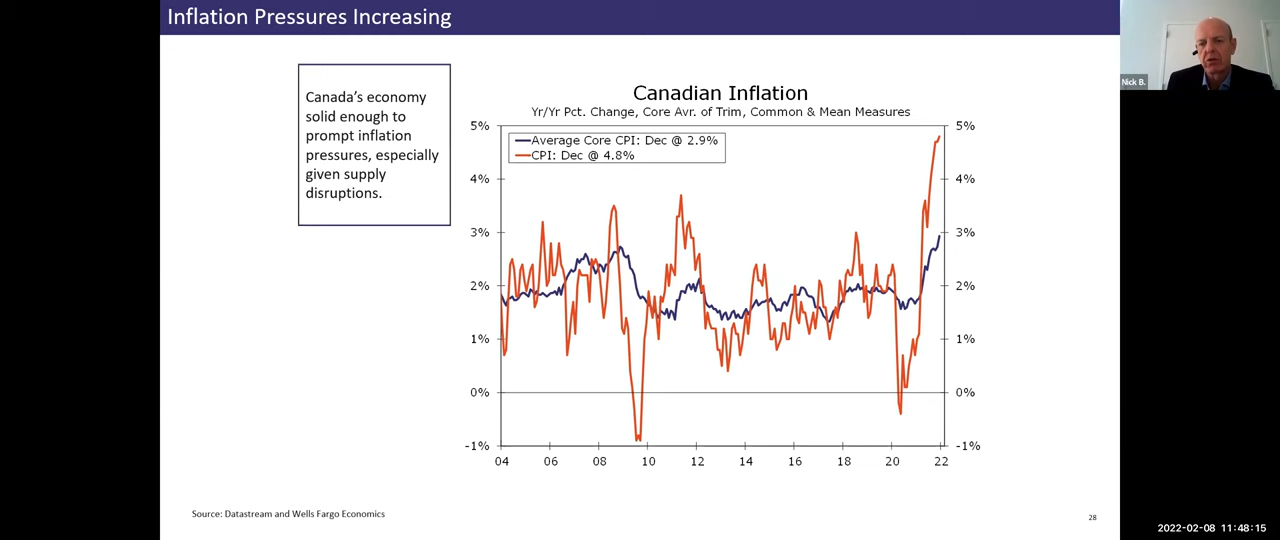 Inflation Pressures Increasing
Nick B.
Canada's economy
solid enough to
prompt inflation
pressures, especially
given supply
disruptions.
Canadian Inflation
Yr/Yr Pct. Change, Core Avr. of Trim, Common & Mean Measures
5% 5%
Average Core CPI: Dec @ 2.9%
CPI: Dec @ 4.8%
4% 4%
3% 3%
2% 2%
1% 1%
0% 0%
-1% -1%
04 06 08 10 12 14 16 18 20 22
Source: Datastream and Wells Fargo Economics
28
2022-02-08 11:48:15